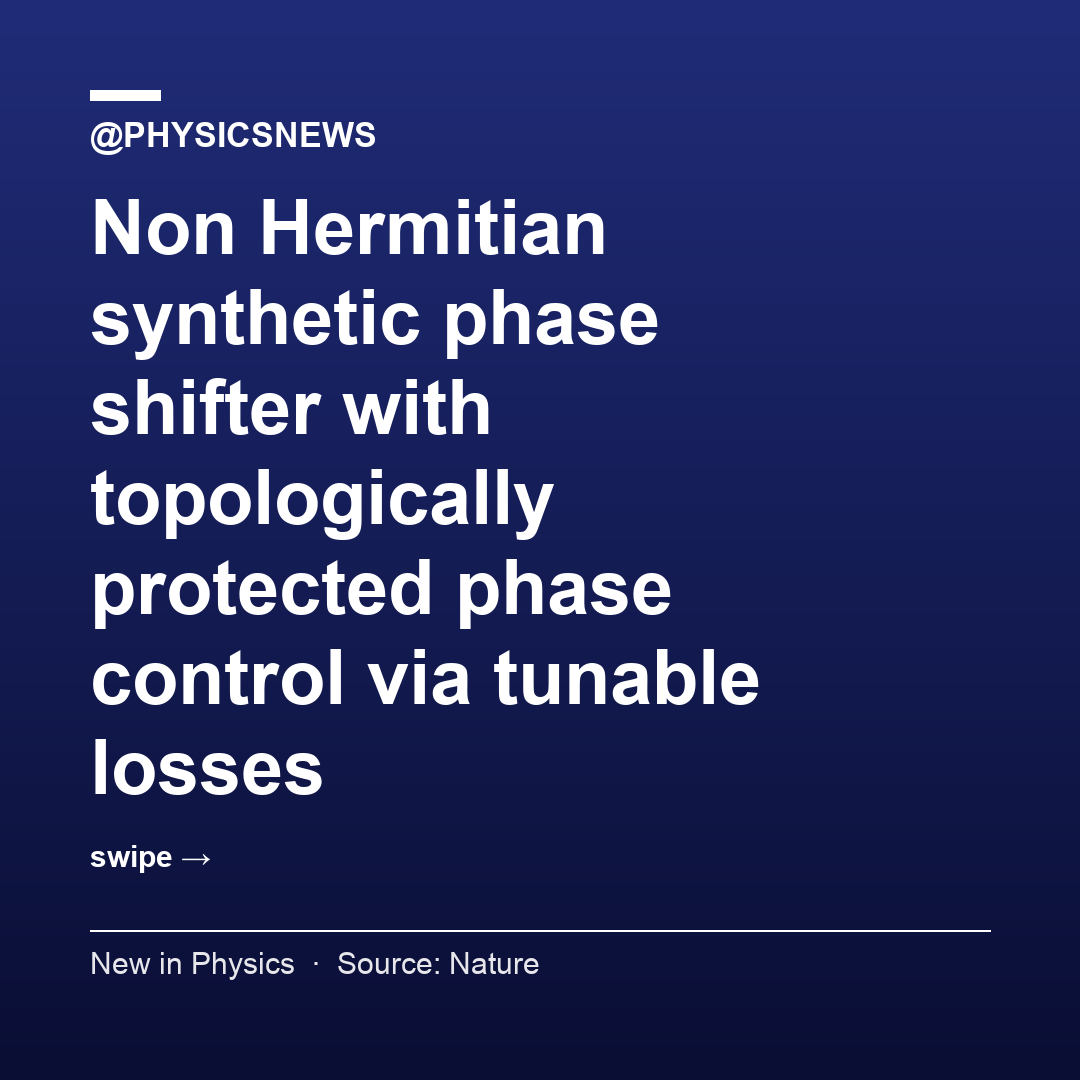 @PHYSICSNEWS
Non Hermitian
synthetic phase
shifter with
topologically
protected phase
control via tunable
losses
swipe →
New in Physics · Source: Nature